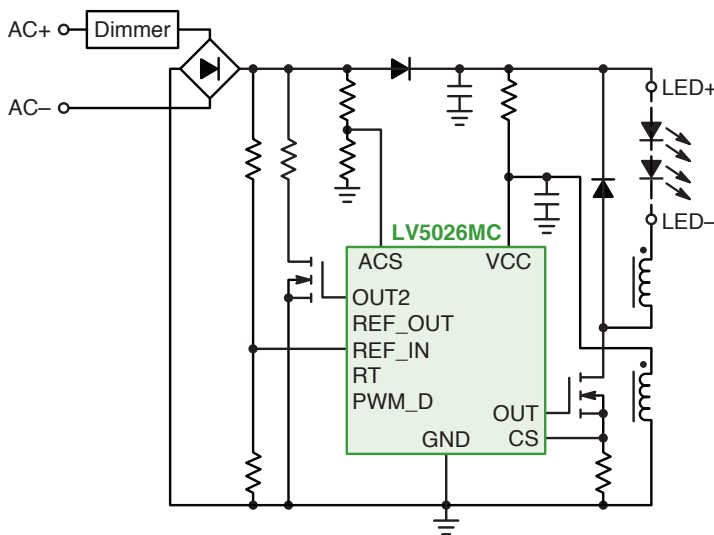 AC+
Dimmer
AC–
LED+
LED–
LV5026MC
ACS
VCC
OUT2
REF_OUT
REF_IN
RT
PWM_D
OUT
GND
CS